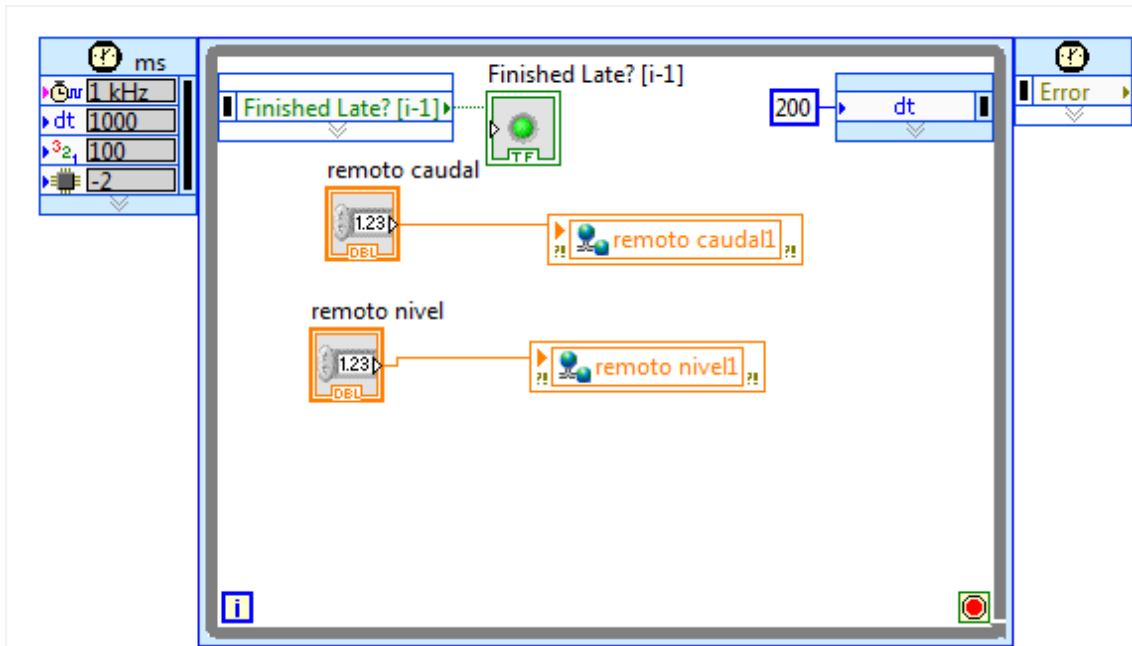 ms
1 kHz
dt 1000
321 100
-2
Finished Late? [i-1]
Finished Late? [i-1]
TF
200
dt
Error
remoto caudal
1.23
DBL
?! remoto caudal1 ?!
remoto nivel
1.23
DBL
?! remoto nivel1 ?!
i